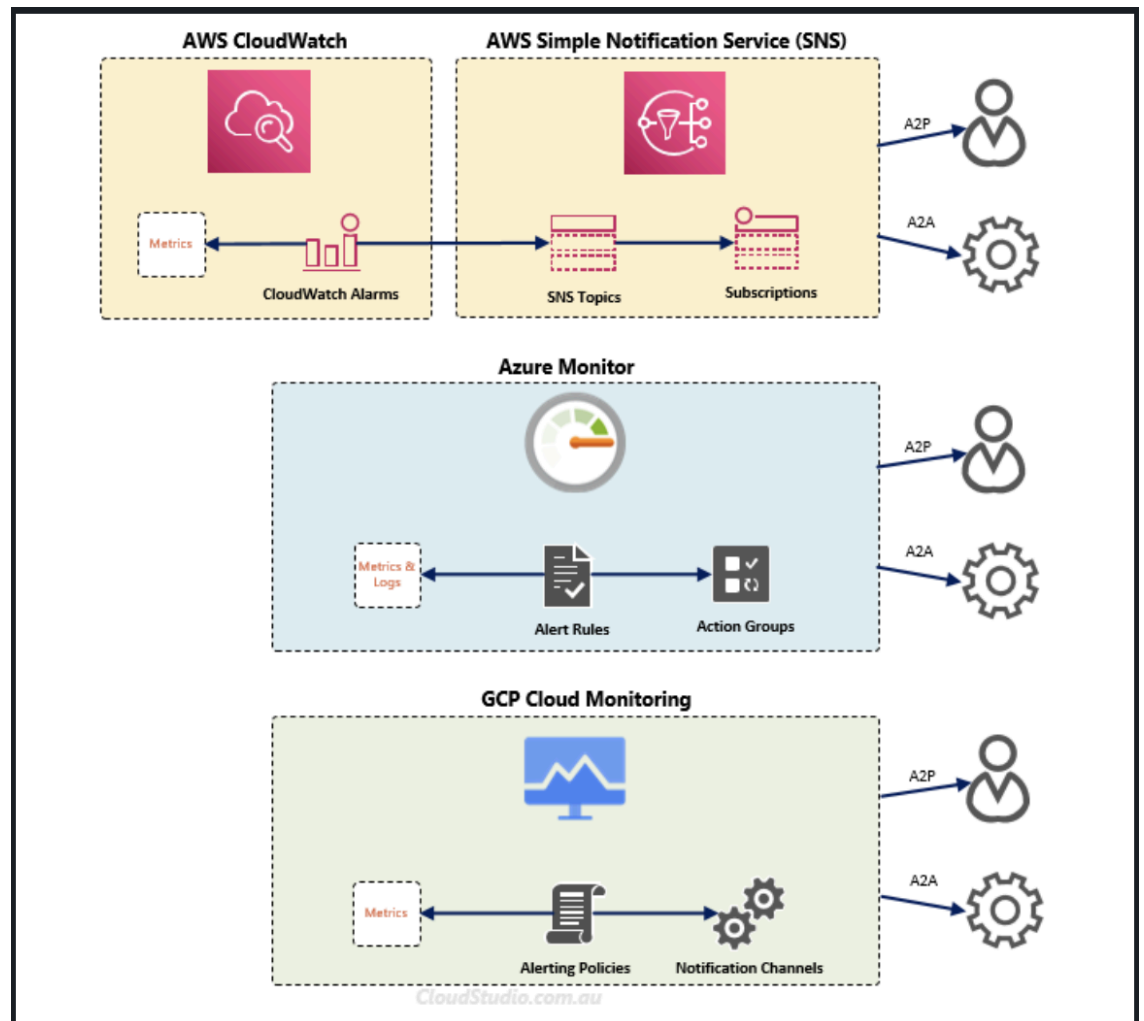 AWS CloudWatch
AWS Simple Notification Service (SNS)
A2P
Metrics
A2A
CloudWatch Alarms
SNS Topics
Subscriptions
Azure Monitor
A2P
Metrics &
Logs
A2A
Alert Rules
Action Groups
GCP Cloud Monitoring
A2P
Metrics
A2A
Alerting Policies
Notification Channels
CloudStudio.com.au